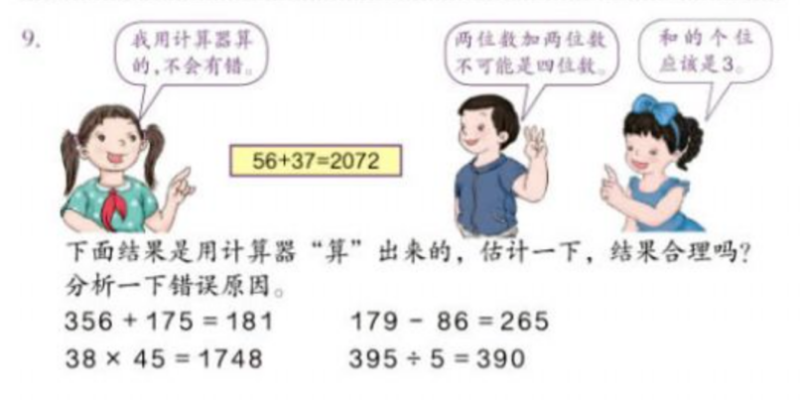 9.
我用计算器算
的,不会有错。
两位数加两位数
不可能是四位数。
和的个位
应该是3。
56+37=2072
下面结果是用计算器“算”出来的，估计一下，结果合理吗?
分析一下错误原因。
356 + 175 = 181 179 - 86 = 265
38 × 45 = 1748 395 ÷ 5 = 390